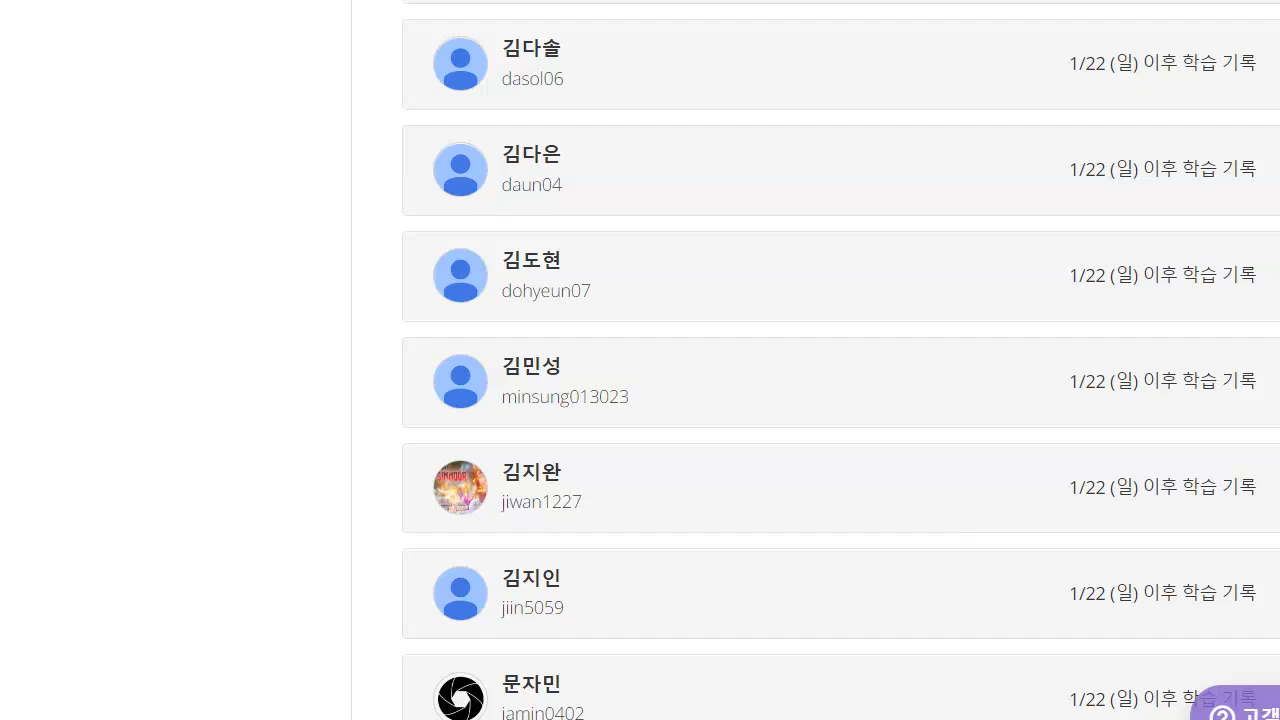 김다솔
dasol06
1/22 (일) 이후 학습 기록
김다은
daun04
1/22 (일) 이후 학습 기록
김도현
dohyeun07
1/22 (일) 이후 학습 기록
김민성
minsung013023
1/22 (일) 이후 학습 기록
김지완
jiwan1227
1/22 (일) 이후 학습 기록
김지인
jiin5059
1/22 (일) 이후 학습 기록
문자민
jamin0402
1/22 (일) 이후 학습 기록
고객